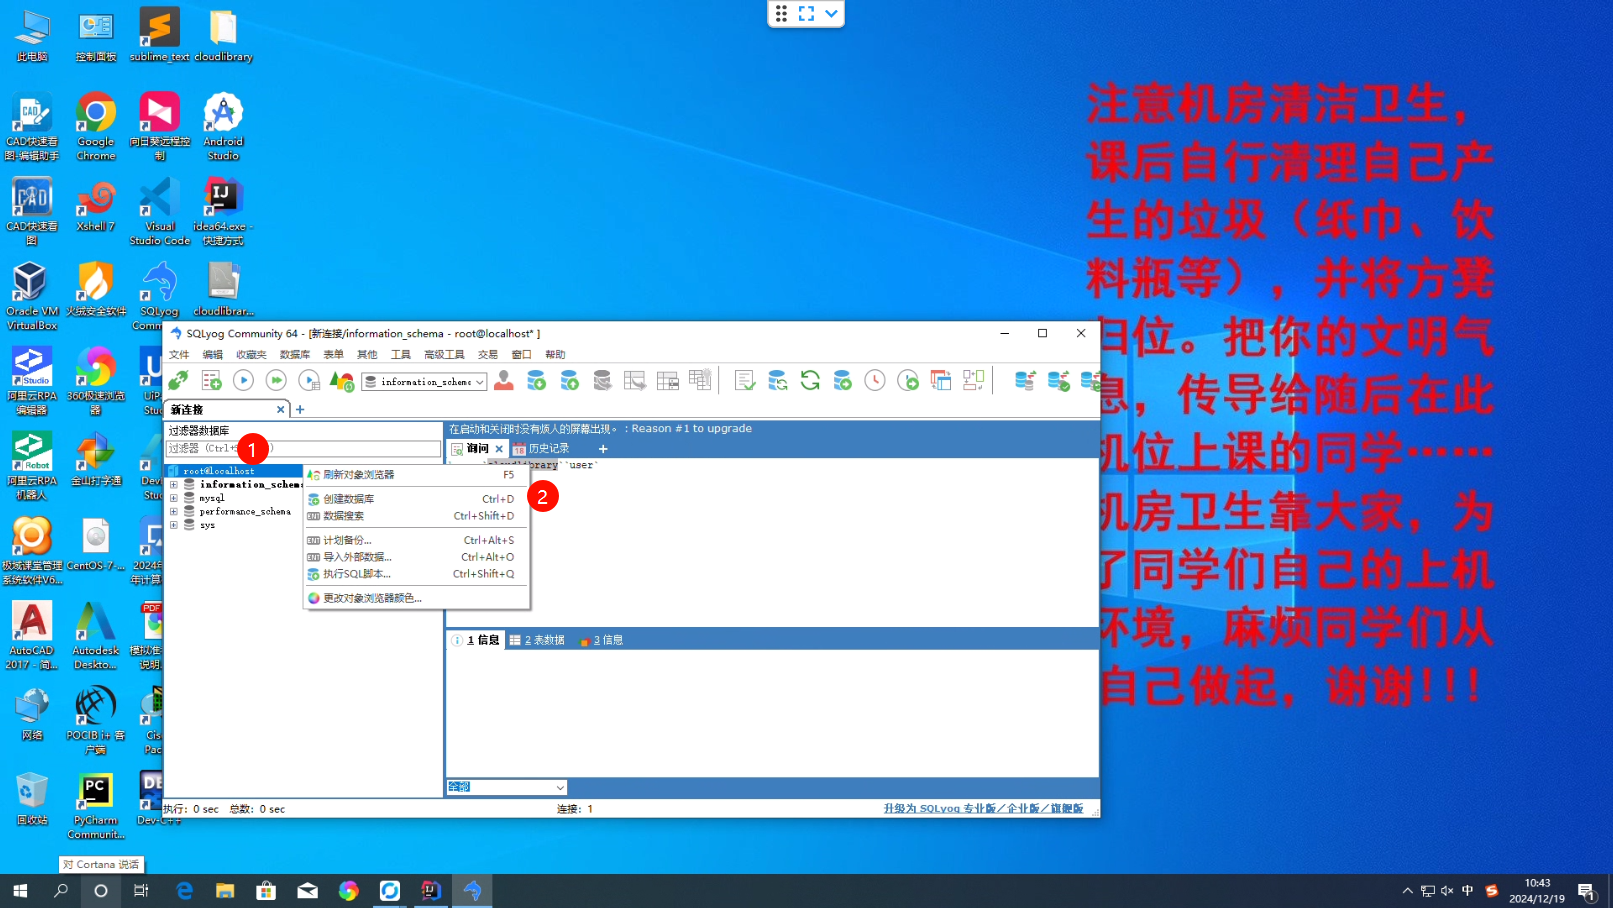 此电脑
控制面板
sublime_text
cloudlibrary
CAD快速看
图-编辑助手
Google
Chrome
向日葵远程控
制
Android
Studio
CAD快速看
图
Xshell 7
Visual
Studio Code
idea64.exe -
快捷方式
Oracle VM
VirtualBox
火绒安全软件
SQLyog
Comm
cloudlibrar...
阿里云RPA
编辑器
360极速浏览
器
UiP
Stud
阿里云RPA
机器人
金山打字通
Dev
Stu
极域课堂管理
系统软件V6...
CentOS-7-...
2024年
年计算
AutoCAD
2017 - 简...
Autodesk
Deskto...
模拟准
说明.
网络
POCIB i+ 客
户端
Cis
Pac
回收站
PyCharm
Communit...
Dev-C++
注意机房清洁卫生，
课后自行清理自己产
生的垃圾（纸巾、饮
料瓶等），并将方凳
归位。把你的文明气
息，传导给随后在此
机位上课的同学……
机房卫生靠大家，为
了同学们自己的上机
环境，麻烦同学们从
自己做起，谢谢!!!
SQLyog Community 64 - [新连接/information_schema - root@localhost* ]
文件 编辑 收藏夹 数据库 表单 其他 工具 高级工具 交易 窗口 帮助
information_scheme
新连接
过滤器数据库
过滤器 (Ctrl+
1
root@localhost
information_schema
mysql
performance_schema
sys
在启动和关闭时没有烦人的屏幕出现。 : Reason #1 to upgrade
询问 历史记录
cloudlibrary``user`
刷新对象浏览器 F5
创建数据库 Ctrl+D
2
数据搜索 Ctrl+Shift+D
计划备份... Ctrl+Alt+S
导入外部数据... Ctrl+Alt+O
执行SQL脚本... Ctrl+Shift+Q
更改对象浏览器颜色...
1 信息 2 表数据 3 信息
全部
执行: 0 sec 总数: 0 sec 连接: 1 升级为 SQLyog 专业版/企业版/旗舰版
对 Cortana 说话
中
10:43
2024/12/19
1